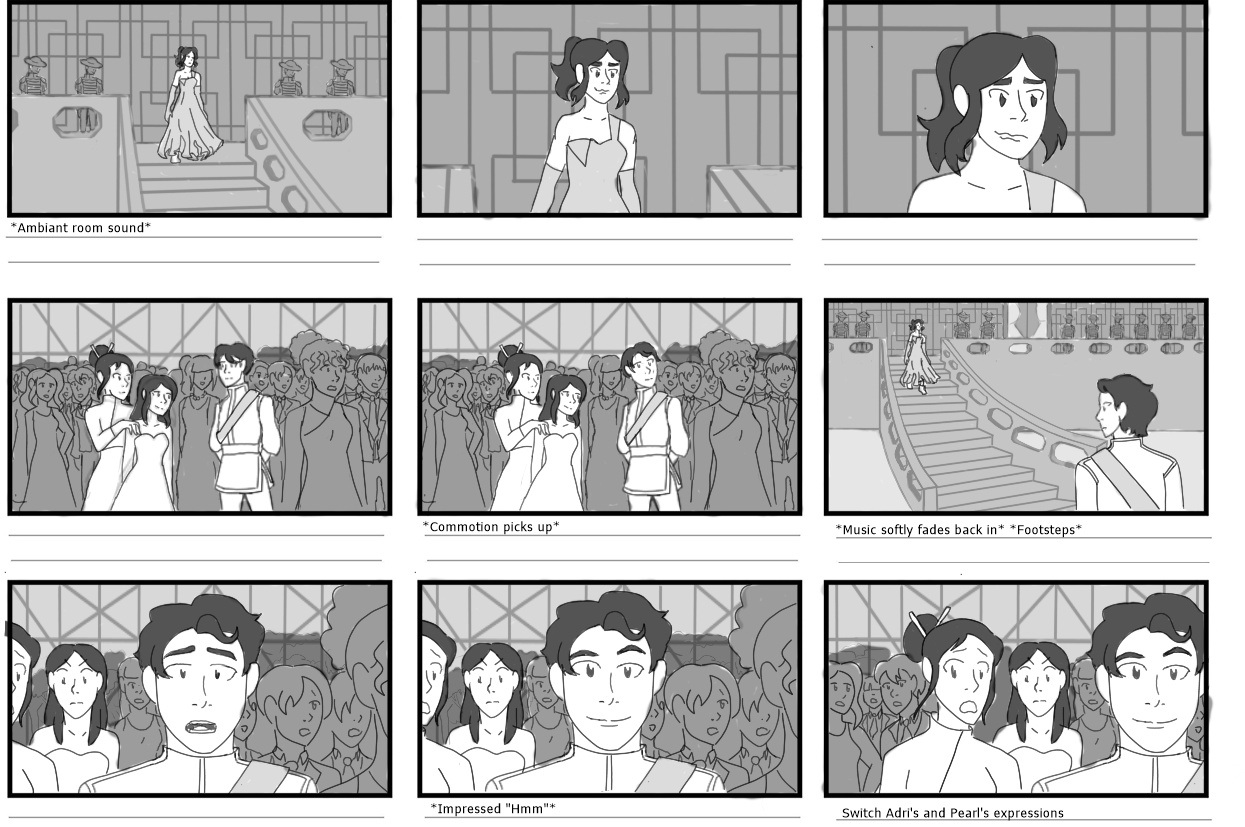 *Ambiant room sound*
*Commotion picks up*
*Music softly fades back in* *Footsteps*
*Impressed "Hmm"*
Switch Adri's and Pearl's expressions